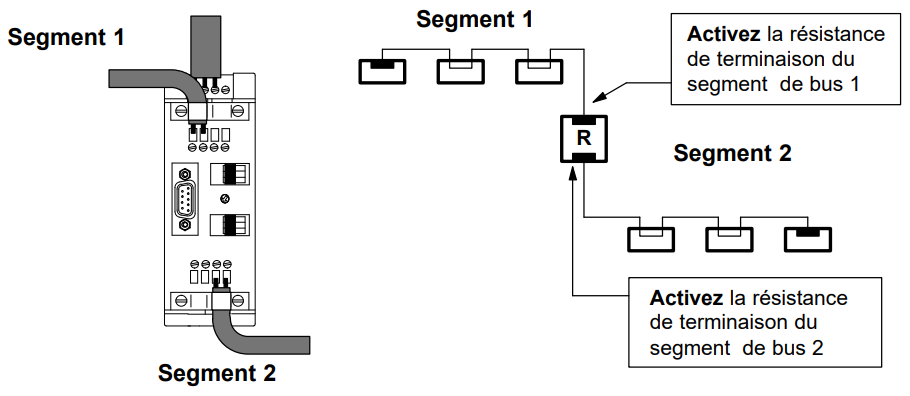 Segment 1
Segment 2
Segment 1
Activez la résistance
de terminaison du
segment de bus 1
R
Segment 2
Activez la résistance
de terminaison du
segment de bus 2